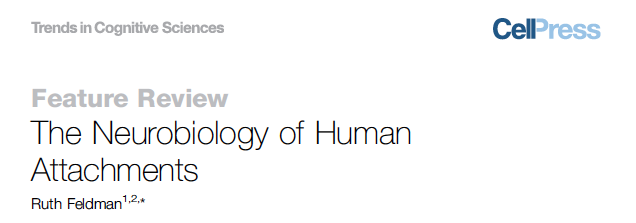 Trends in Cognitive Sciences
CellPress
Feature Review
The Neurobiology of Human
Attachments
Ruth Feldman1,2,*